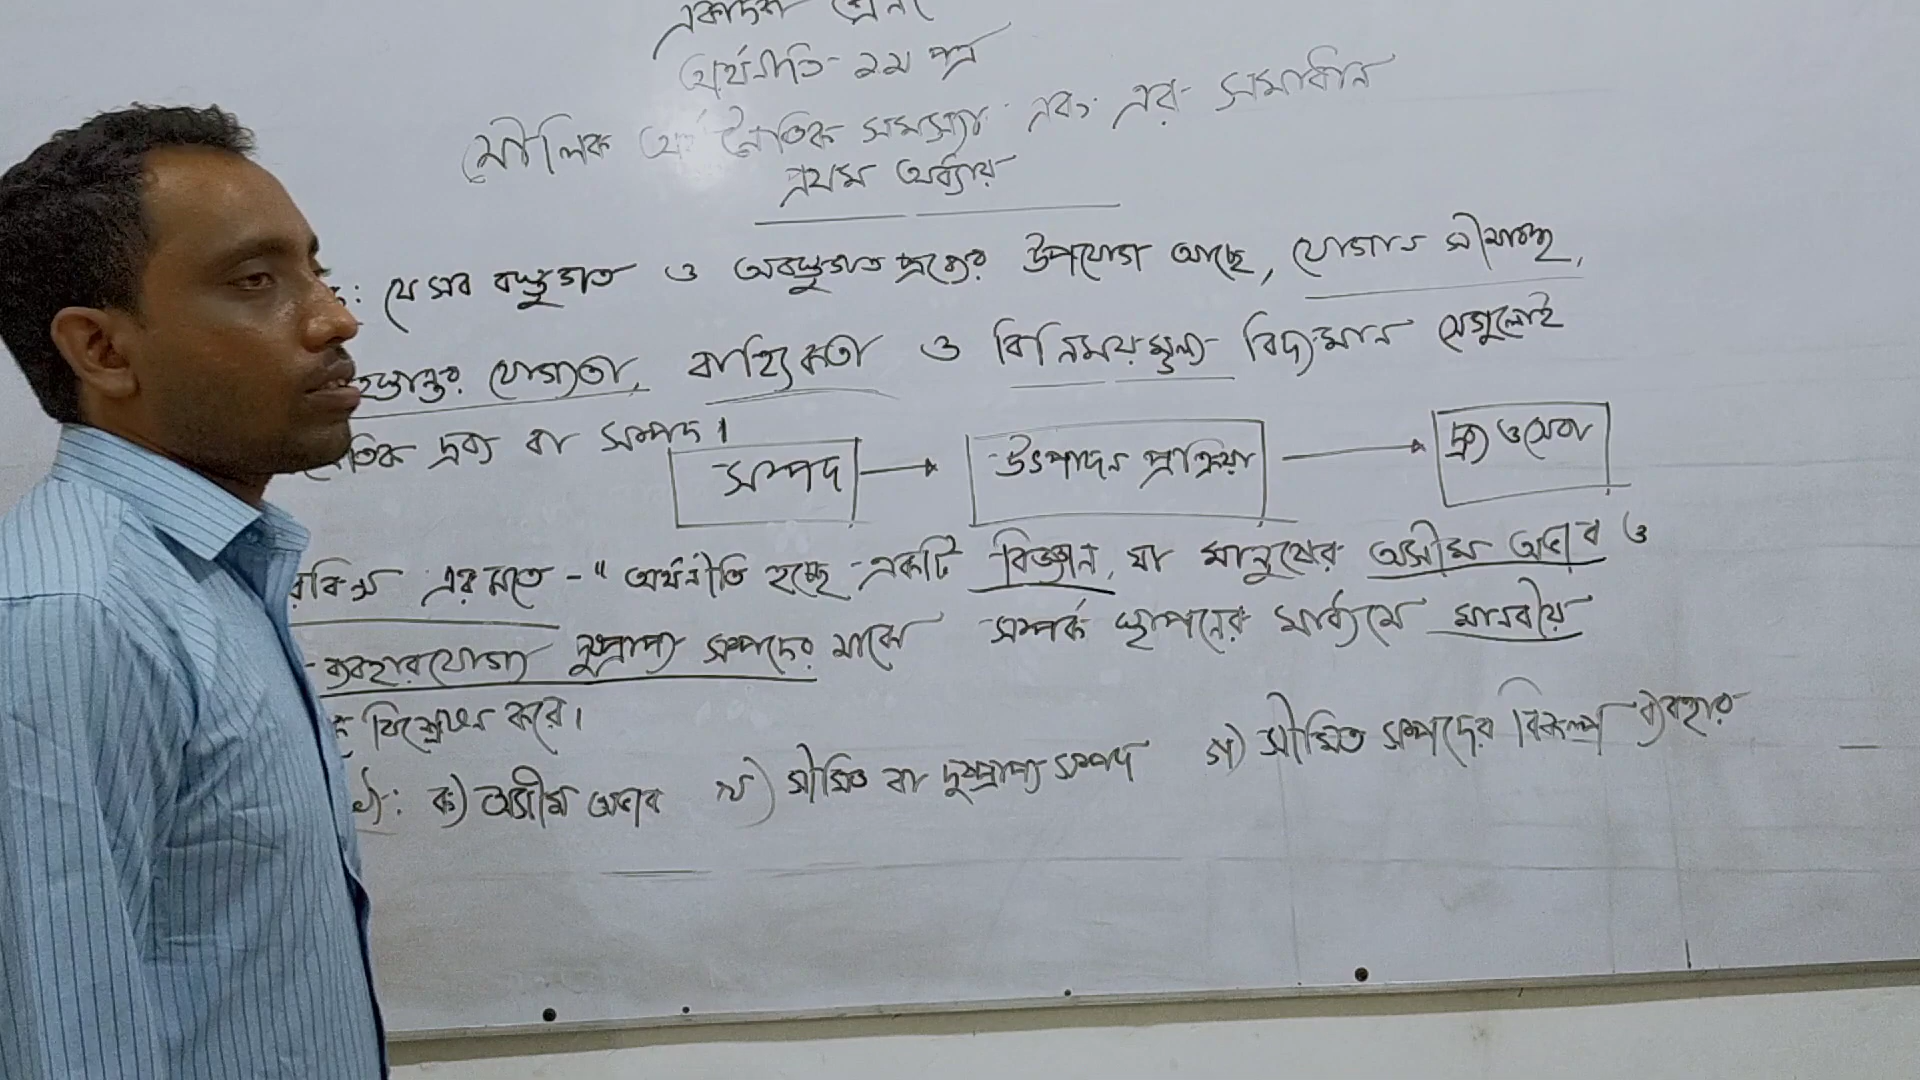 একাদশ শ্রেণি
অর্থনীতি- ১ম পত্র
মৌলিক অর্থনৈতিক সমস্যা এবং এর সমাধান
প্রথম অধ্যায়
: যে সব বস্তুগত ও অবস্তুগত দ্রব্যের উপযোগ আছে, যোগান সীমাবদ্ধ,
হস্তান্তর যোগ্যতা, বাহ্যিকতা ও বিনিময়মূল্য বিদ্যমান সেগুলোই
তিক দ্রব্য বা সম্পদ।
সম্পদ → উৎপাদন প্রক্রিয়া → দ্রব্য ও সেবা
রবিন্স এর মতে - "অর্থনীতি হচ্ছে একটি বিজ্ঞান, যা মানুষের অসীম অভাব ও
ব্যবহারযোগ্য দুষ্প্রাপ্য সম্পদের মাঝে সম্পর্ক স্থাপনের মাধ্যমে মানবীয়
কে বিশ্লেষণ করে।
: ক) অসীম অভাব খ) সীমিত বা দুষ্প্রাপ্য সম্পদ গ) সীমিত সম্পদের বিকল্প ব্যবহার